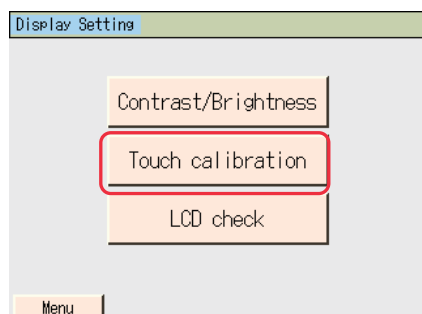 Display Setting
Contrast/Brightness
Touch calibration
LCD check
Menu